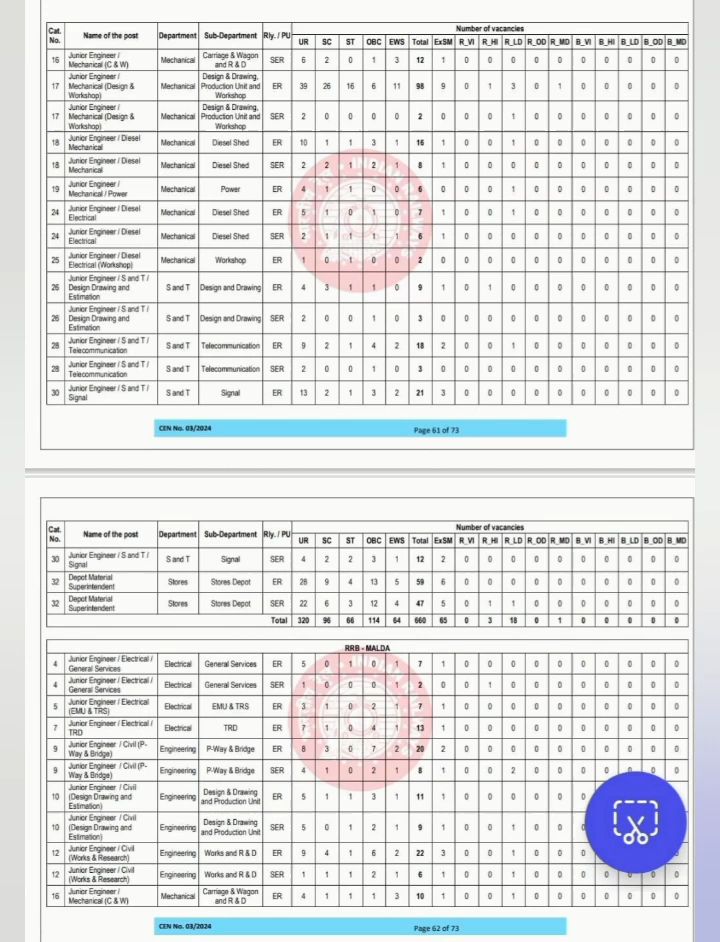 Cat. No. Name of the post Department Sub-Department Rly. / PU Number of vacancies
UR SC ST OBC EWS Total ExSM R_VI R_HI R_LD R_OD R_MD B_VI B_HI B_LD B_OD B_MD
16 Junior Engineer / Mechanical (C & W) Mechanical Carriage & Wagon and R & D SER 6 2 0 1 3 12 1 0 0 0 0 0 0 0 0 0 0
17 Junior Engineer / Mechanical (Design & Workshop) Mechanical Design & Drawing, Production Unit and Workshop ER 39 26 16 6 11 98 9 0 1 3 0 1 0 0 0 0 0
17 Junior Engineer / Mechanical (Design & Workshop) Mechanical Design & Drawing, Production Unit and Workshop SER 2 0 0 0 0 2 0 0 0 1 0 0 0 0 0 0 0
18 Junior Engineer / Diesel Mechanical Mechanical Diesel Shed ER 10 1 1 3 1 16 1 0 0 1 0 0 0 0 0 0 0
18 Junior Engineer / Diesel Mechanical Mechanical Diesel Shed SER 2 2 1 2 1 8 1 0 0 0 0 0 0 0 0 0 0
19 Junior Engineer / Mechanical / Power Mechanical Power ER 4 1 1 0 0 6 0 0 0 1 0 0 0 0 0 0 0
24 Junior Engineer / Diesel Electrical Mechanical Diesel Shed ER 5 1 0 1 0 7 1 0 0 1 0 0 0 0 0 0 0
24 Junior Engineer / Diesel Electrical Mechanical Diesel Shed SER 2 1 1 1 1 6 1 0 0 0 0 0 0 0 0 0 0
25 Junior Engineer / Diesel Electrical (Workshop) Mechanical Workshop ER 1 0 1 0 0 2 0 0 0 0 0 0 0 0 0 0 0
26 Junior Engineer / S and T / Design Drawing and Estimation S and T Design and Drawing ER 4 3 1 1 0 9 1 0 1 0 0 0 0 0 0 0 0
26 Junior Engineer / S and T / Design Drawing and Estimation S and T Design and Drawing SER 2 0 0 1 0 3 0 0 0 0 0 0 0 0 0 0 0
28 Junior Engineer / S and T / Telecommunication S and T Telecommunication ER 9 2 1 4 2 18 2 0 0 1 0 0 0 0 0 0 0
28 Junior Engineer / S and T / Telecommunication S and T Telecommunication SER 2 0 0 1 0 3 0 0 0 0 0 0 0 0 0 0 0
30 Junior Engineer / S and T / Signal S and T Signal ER 13 2 1 3 2 21 3 0 0 0 0 0 0 0 0 0 0
CEN No. 03/2024 Page 61 of 73
Cat. No. Name of the post Department Sub-Department Rly. / PU Number of vacancies
UR SC ST OBC EWS Total ExSM R_VI R_HI R_LD R_OD R_MD B_VI B_HI B_LD B_OD B_MD
30 Junior Engineer / S and T / Signal S and T Signal SER 4 2 2 3 1 12 2 0 0 0 0 0 0 0 0 0 0
32 Depot Material Superintendent Stores Stores Depot ER 28 9 4 13 5 59 6 0 0 0 0 0 0 0 0 0 0
32 Depot Material Superintendent Stores Stores Depot SER 22 6 3 12 4 47 5 0 1 1 0 0 0 0 0 0 0
Total 320 96 66 114 64 660 65 0 3 18 0 1 0 0 0 0 0
RRB - MALDA
4 Junior Engineer / Electrical / General Services Electrical General Services ER 5 0 1 0 1 7 1 0 0 0 0 0 0 0 0 0 0
4 Junior Engineer / Electrical / General Services Electrical General Services SER 1 0 0 0 1 2 0 0 1 0 0 0 0 0 0 0 0
5 Junior Engineer / Electrical (EMU & TRS) Electrical EMU & TRS ER 3 1 0 2 1 7 1 0 0 0 0 0 0 0 0 0 0
7 Junior Engineer / Electrical / TRD Electrical TRD ER 7 1 0 4 1 13 1 0 0 0 0 0 0 0 0 0 0
9 Junior Engineer / Civil (P-Way & Bridge) Engineering P-Way & Bridge ER 8 3 0 7 2 20 2 0 0 0 0 0 0 0 0 0 0
9 Junior Engineer / Civil (P-Way & Bridge) Engineering P-Way & Bridge SER 4 1 0 2 1 8 1 0 0 2 0 0 0 0 0 0 0
10 Junior Engineer / Civil (Design Drawing and Estimation) Engineering Design & Drawing and Production Unit ER 5 1 1 3 1 11 1 0 0 0 0 0 0
10 Junior Engineer / Civil (Design Drawing and Estimation) Engineering Design & Drawing and Production Unit SER 5 0 1 2 1 9 1 0 0 1 0 0 0
12 Junior Engineer / Civil (Works & Research) Engineering Works and R & D ER 9 4 1 6 2 22 3 0 0 1 0 0 0 0
12 Junior Engineer / Civil (Works & Research) Engineering Works and R & D SER 1 1 1 2 1 6 1 0 0 1 0 0 0 0 0 0 0
16 Junior Engineer / Mechanical (C & W) Mechanical Carriage & Wagon and R & D ER 4 1 1 1 3 10 1 0 0 1 0 0 0 0 0 0 0
CEN No. 03/2024 Page 62 of 73